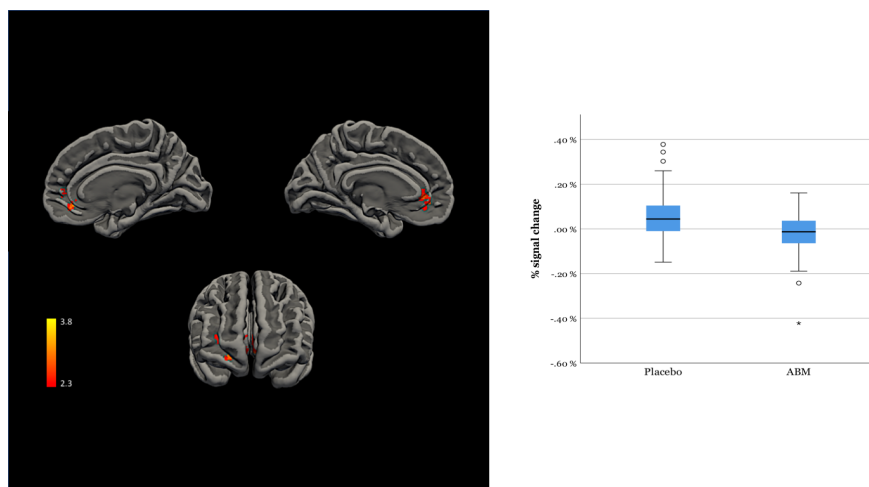 3.8
2.3
% signal change
.40 %
.20 %
.00 %
-.20 %
-.40 %
-.60 %
Placebo
ABM